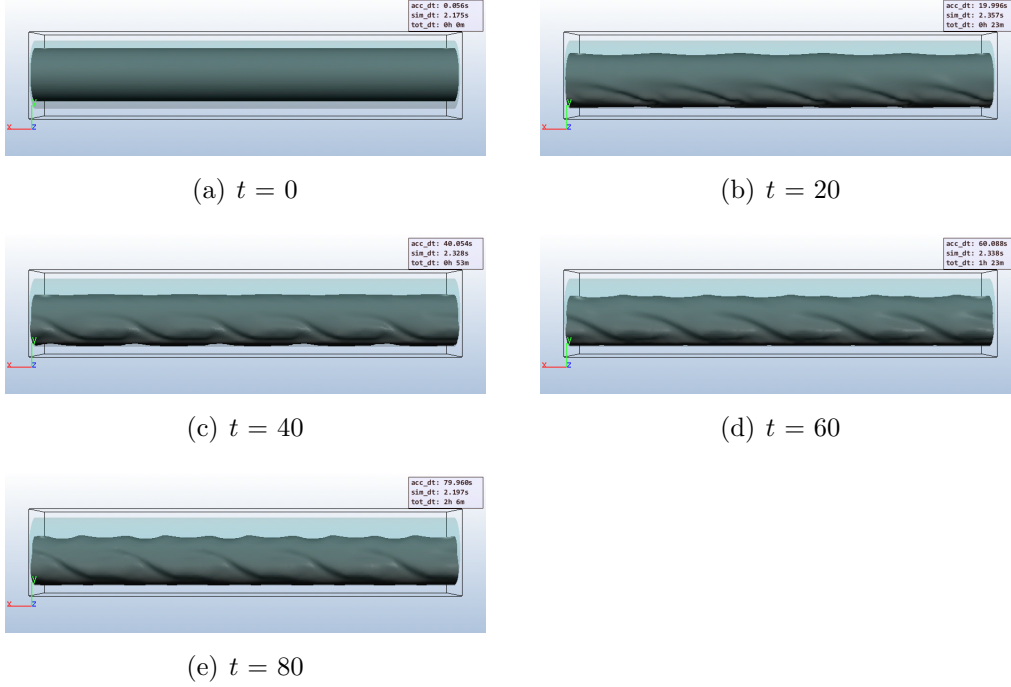 acc_dt: 0.056s
sim_dt: 2.175s
tot_dt: 0h 0m
y
x z
(a) t = 0
acc_dt: 19.996s
sim_dt: 2.357s
tot_dt: 0h 23m
y
x z
(b) t = 20
acc_dt: 40.054s
sim_dt: 2.328s
tot_dt: 0h 53m
y
x z
(c) t = 40
acc_dt: 60.088s
sim_dt: 2.338s
tot_dt: 1h 23m
y
x z
(d) t = 60
acc_dt: 79.960s
sim_dt: 2.197s
tot_dt: 2h 6m
y
x z
(e) t = 80